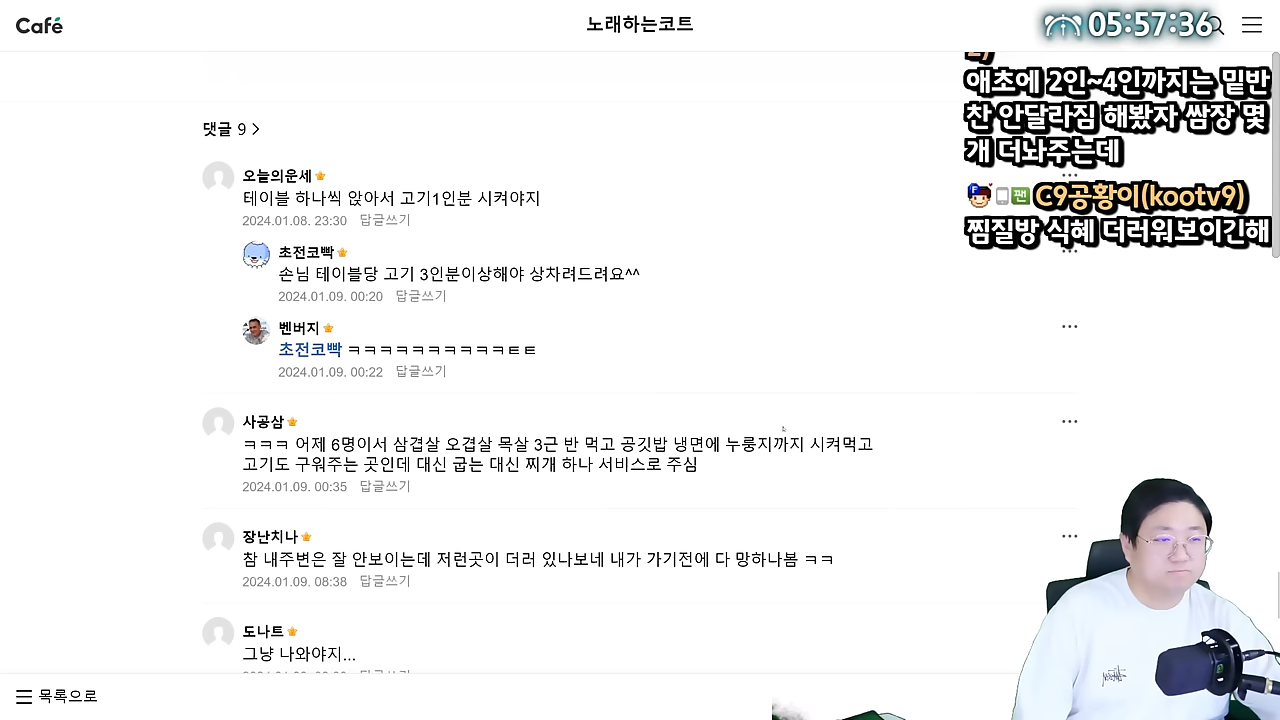 Café
노래하는코트
05:57:36
애초에 2인~4인까지는 밑반
찬 안달라짐 해봤자 쌈장 몇
개 더놔주는데
팬 C9공황이(kootv9)
찜질방 식혜 더러워보이긴해
댓글 9
오늘의운세
테이블 하나씩 앉아서 고기1인분 시켜야지
2024.01.08. 23:30 답글쓰기
초전코빡
손님 테이블당 고기 3인분이상해야 상차려드려요^^
2024.01.09. 00:20 답글쓰기
벤버지
초전코빡 ㅋㅋㅋㅋㅋㅋㅋㅋㅋㅋㅌㅌ
2024.01.09. 00:22 답글쓰기
사공삼
ㅋㅋㅋ 어제 6명이서 삼겹살 오겹살 목살 3근 반 먹고 공깃밥 냉면에 누룽지까지 시켜먹고
고기도 구워주는 곳인데 대신 굽는 대신 찌개 하나 서비스로 주심
2024.01.09. 00:35 답글쓰기
장난치나
참 내주변은 잘 안보이는데 저런곳이 더러 있나보네 내가 가기전에 다 망하나봄 ㅋㅋ
2024.01.09. 08:38 답글쓰기
도나트
그냥 나와야지...
목록으로